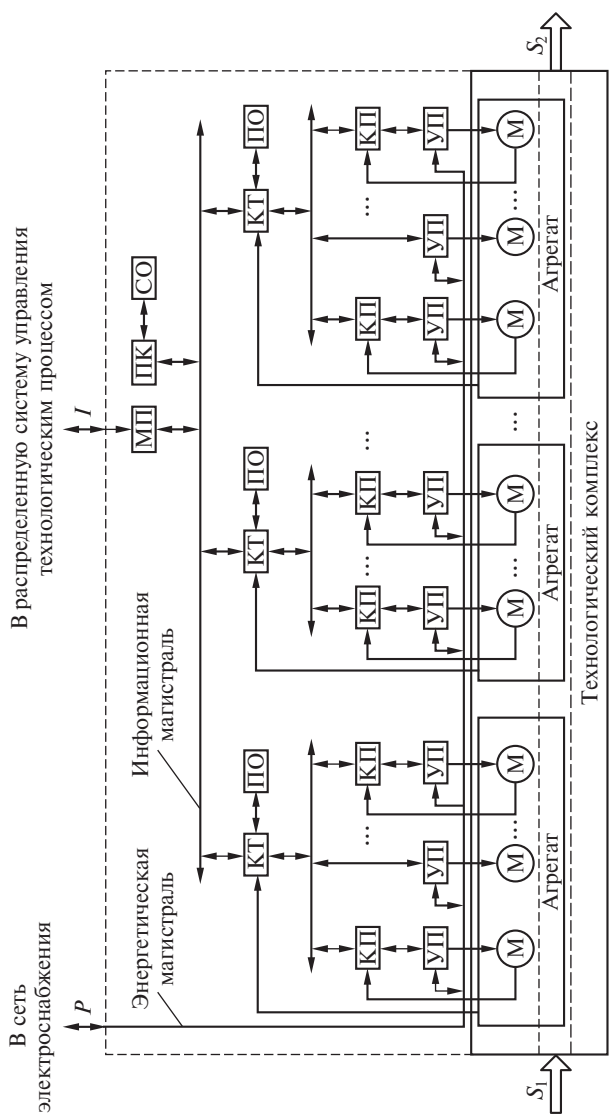 В сеть
электроснабжения
В распределенную систему управления
технологическим процессом
P
I
МП ПК СО
Энергетическая
магистраль
Информационная
магистраль
КТ ПО
КТ ПО
КТ ПО
КП ... КП
КП ... КП
...
КП ... КП
УП УП УП
УП УП
УП УП УП
М М .... М
М ... М
М М .... М
Агрегат
Агрегат
...
Агрегат
Технологический комплекс
S₁
S₂